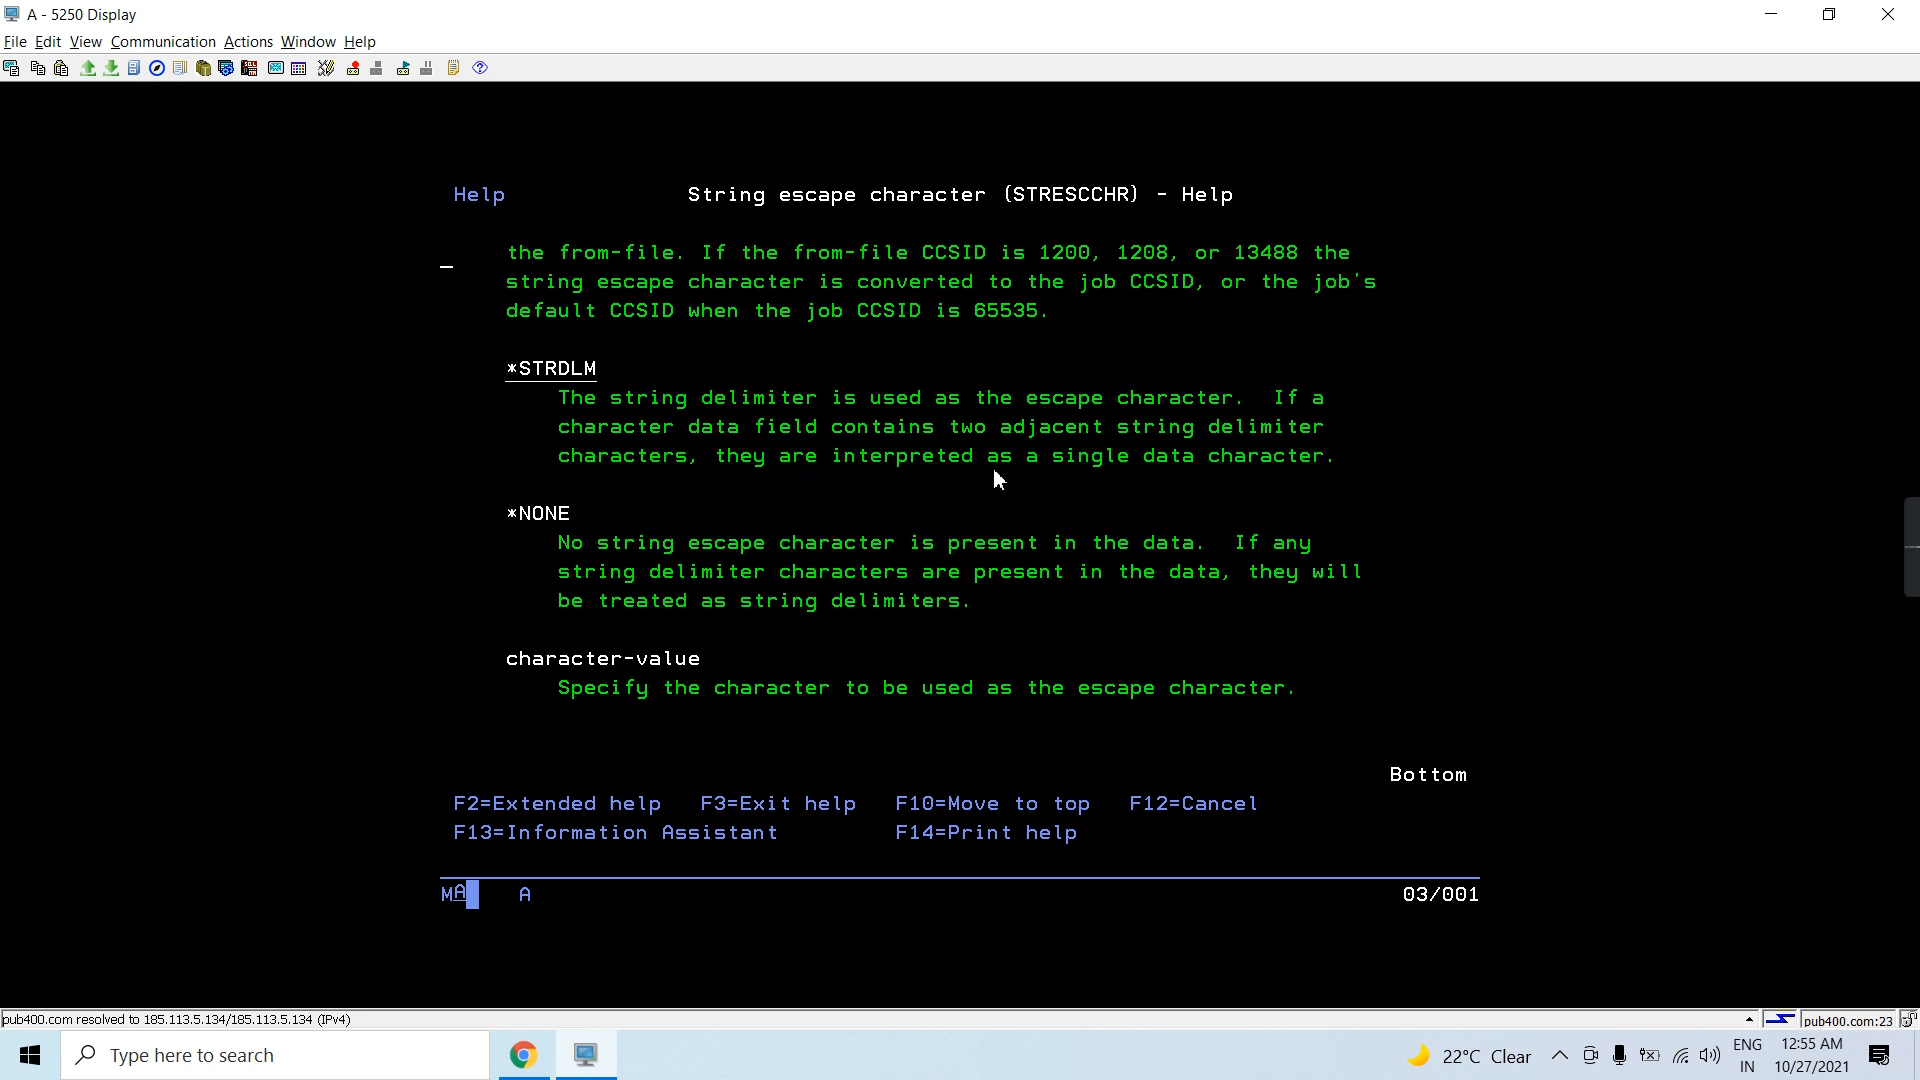 A - 5250 Display
File Edit View Communication Actions Window Help
Help String escape character (STRESCCHR) - Help
the from-file. If the from-file CCSID is 1200, 1208, or 13488 the
string escape character is converted to the job CCSID, or the job's
default CCSID when the job CCSID is 65535.
*STRDLM
The string delimiter is used as the escape character. If a
character data field contains two adjacent string delimiter
characters, they are interpreted as a single data character.
*NONE
No string escape character is present in the data. If any
string delimiter characters are present in the data, they will
be treated as string delimiters.
character-value
Specify the character to be used as the escape character.
Bottom
F2=Extended help F3=Exit help F10=Move to top F12=Cancel
F13=Information Assistant F14=Print help
MA A 03/001
pub400.com resolved to 185.113.5.134/185.113.5.134 (IPv4) pub400.com:23
Type here to search 22°C Clear ENG IN 12:55 AM 10/27/2021